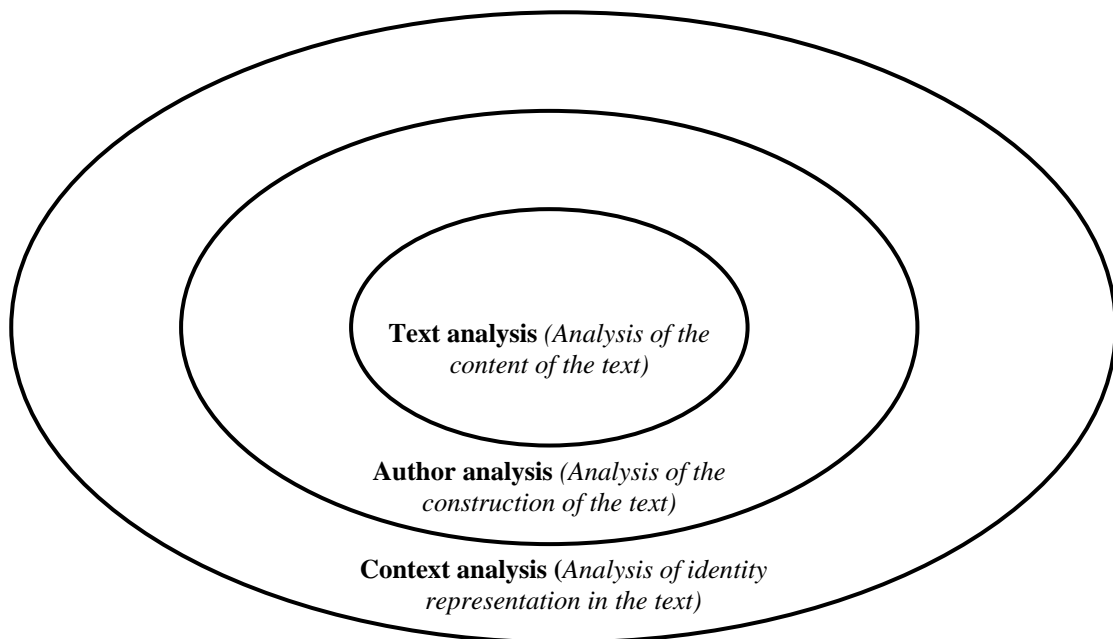 Text analysis (Analysis of the
content of the text)
Author analysis (Analysis of the
construction of the text)
Context analysis (Analysis of identity
representation in the text)